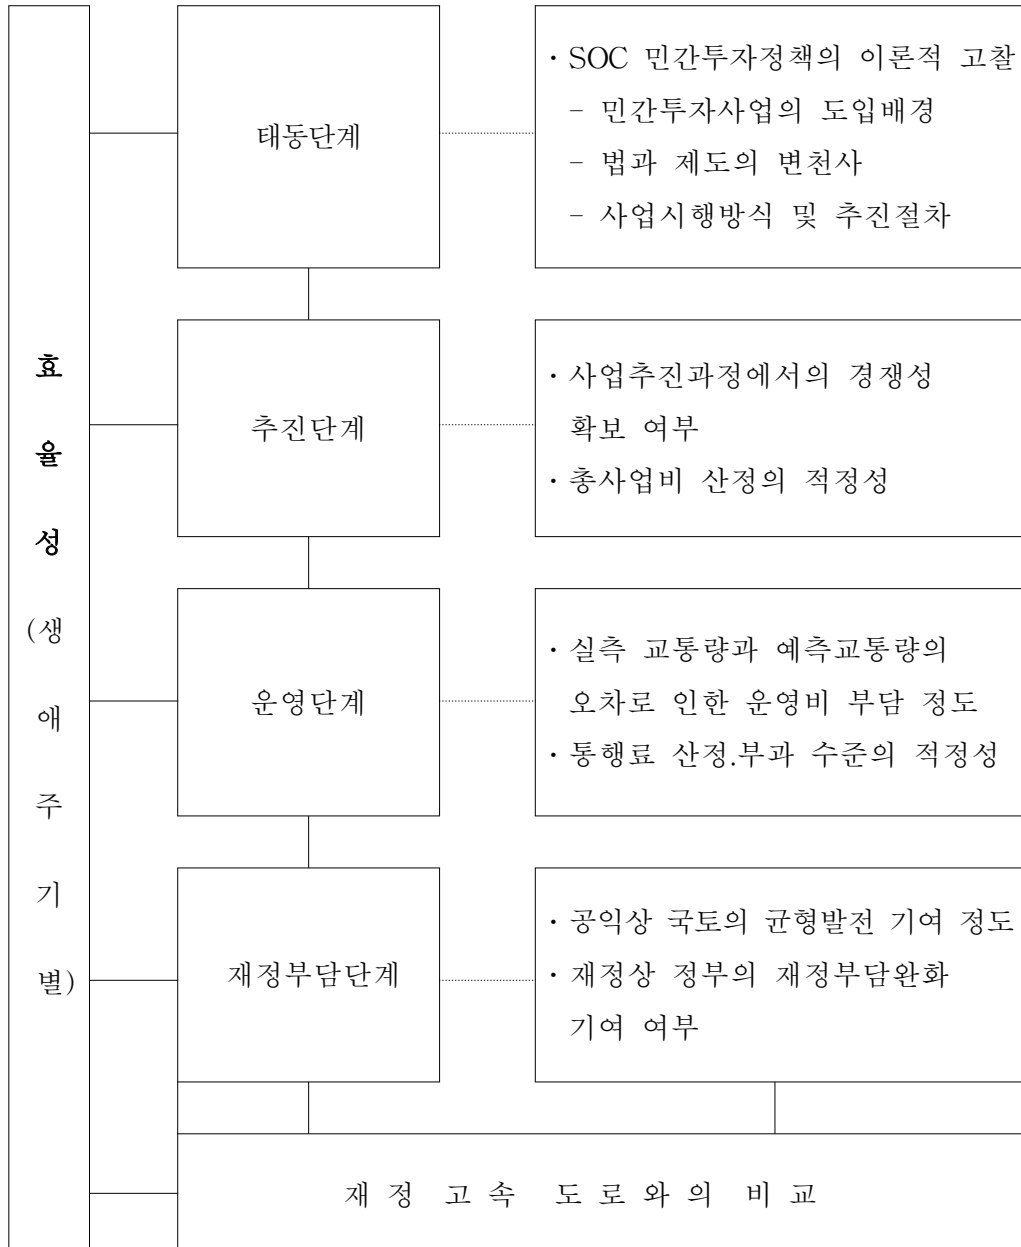 효
율
성
(생
애
주
기
별)
태동단계
· SOC 민간투자정책의 이론적 고찰
- 민간투자사업의 도입배경
- 법과 제도의 변천사
- 사업시행방식 및 추진절차
추진단계
· 사업추진과정에서의 경쟁성
확보 여부
· 총사업비 산정의 적정성
운영단계
· 실측 교통량과 예측교통량의
오차로 인한 운영비 부담 정도
· 통행료 산정.부과 수준의 적정성
재정부담단계
· 공익상 국토의 균형발전 기여 정도
· 재정상 정부의 재정부담완화
기여 여부
재 정 고 속 도 로 와 의 비 교